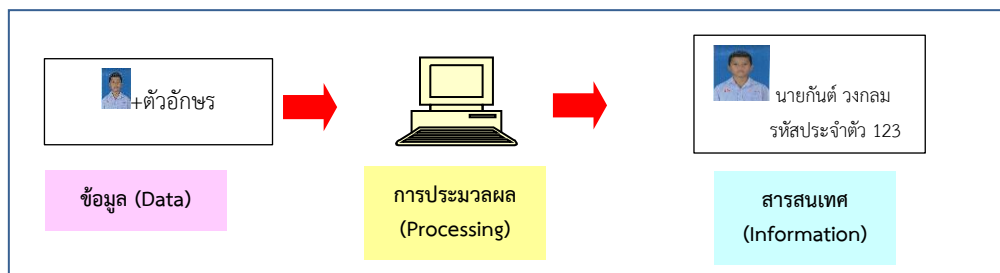 +ตัวอักษร
นายกันต์ วงกลม
รหัสประจำตัว 123
ข้อมูล (Data)
การประมวลผล
(Processing)
สารสนเทศ
(Information)